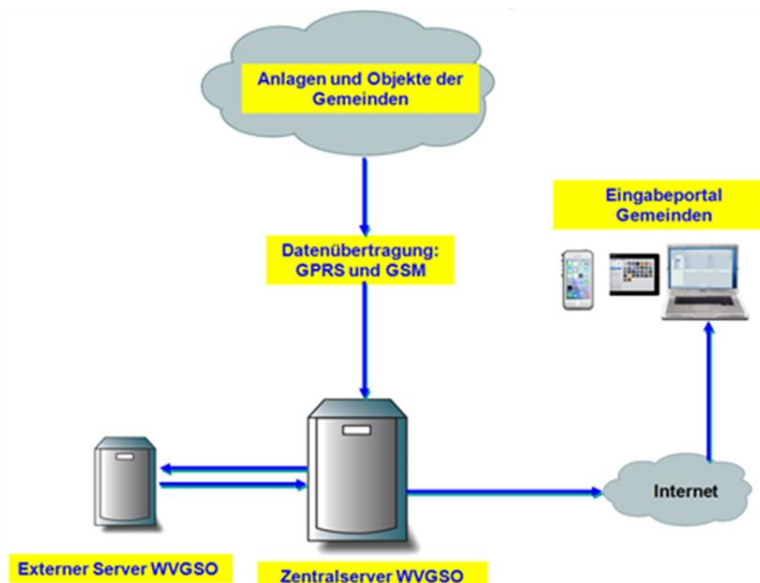 Anlagen und Objekte der
Gemeinden
Eingabeportal
Gemeinden
Datenübertragung:
GPRS und GSM
Internet
Externer Server WVGSO
Zentralserver WVGSO